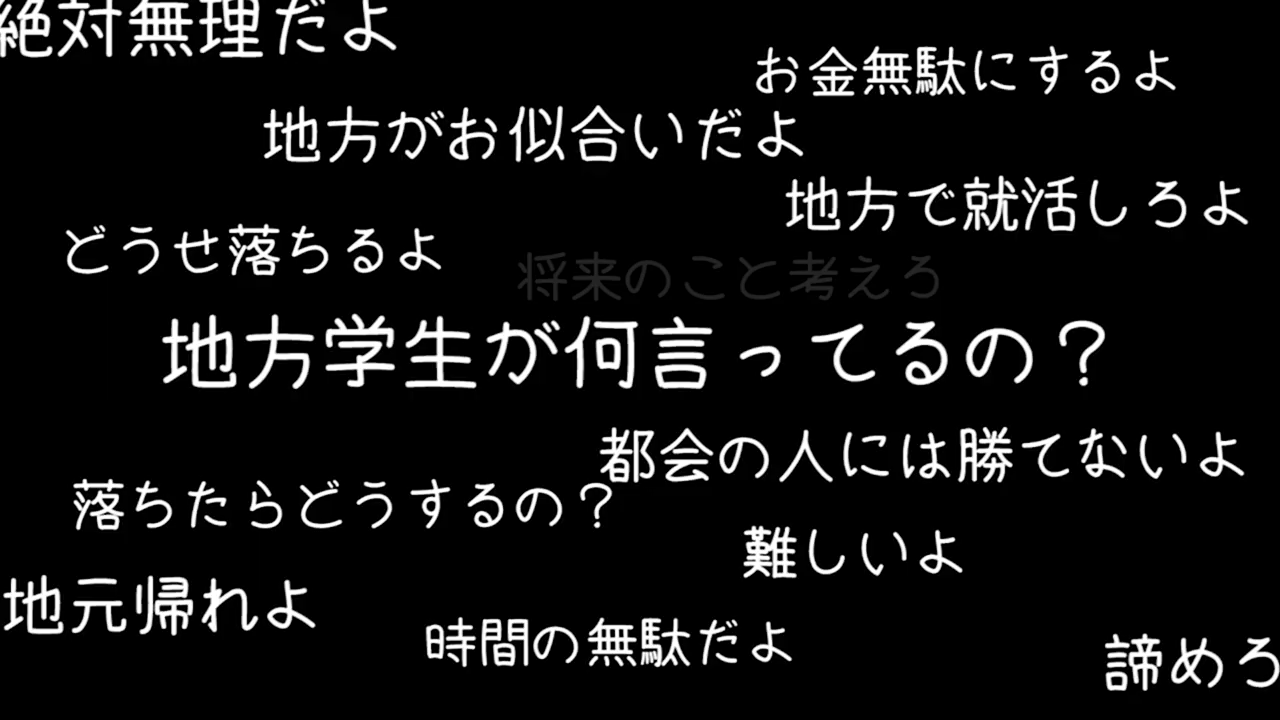 絶対無理だよ
お金無駄にするよ
地方がお似合いだよ
地方で就活しろよ
どうせ落ちるよ
将来のこと考えろ
地方学生が何言ってるの？
都会の人には勝てないよ
落ちたらどうするの？
難しいよ
地元帰れよ
時間の無駄だよ
諦めろ